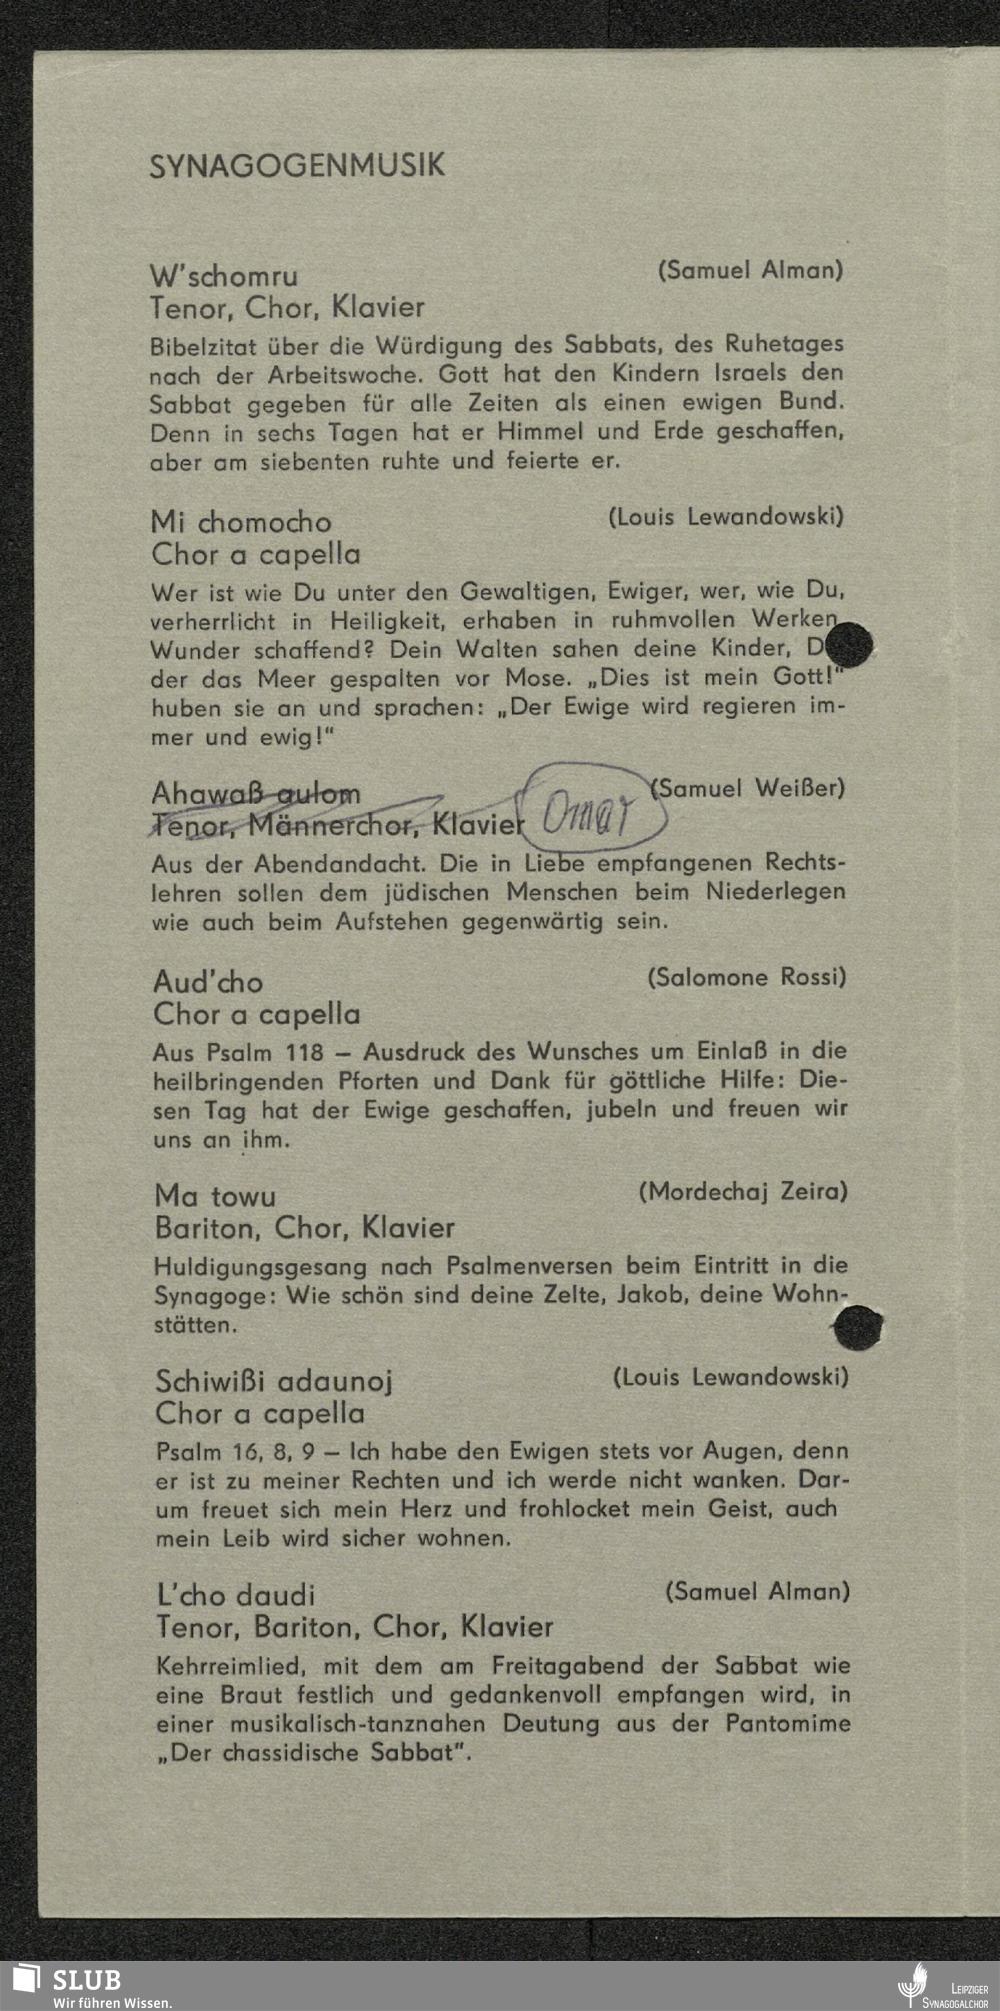 SYNAGOGENMUSIK
W'schomru (Samuel Alman)
Tenor, Chor, Klavier
Bibelzitat über die Würdigung des Sabbats, des Ruhetages
nach der Arbeitswoche. Gott hat den Kindern Israels den
Sabbat gegeben für alle Zeiten als einen ewigen Bund.
Denn in sechs Tagen hat er Himmel und Erde geschaffen,
aber am siebenten ruhte und feierte er.
Mi chomocho (Louis Lewandowski)
Chor a capella
Wer ist wie Du unter den Gewaltigen, Ewiger, wer, wie Du,
verherrlicht in Heiligkeit, erhaben in ruhmvollen Werken
Wunder schaffend? Dein Walten sahen deine Kinder,
der das Meer gespalten vor Mose. „Dies ist mein Gott!“
huben sie an und sprachen: „Der Ewige wird regieren im-
mer und ewig!“
Ahawaß aulom (Samuel Weißer)
Tenor, Männerchor, Klavier Omar
Aus der Abendandacht. Die in Liebe empfangenen Rechts-
lehren sollen dem jüdischen Menschen beim Niederlegen
wie auch beim Aufstehen gegenwärtig sein.
Aud'cho (Salomone Rossi)
Chor a capella
Aus Psalm 118 – Ausdruck des Wunsches um Einlaß in die
heilbringenden Pforten und Dank für göttliche Hilfe: Die-
sen Tag hat der Ewige geschaffen, jubeln und freuen wir
uns an ihm.
Ma towu (Mordechaj Zeira)
Bariton, Chor, Klavier
Huldigungsgesang nach Psalmenversen beim Eintritt in die
Synagoge: Wie schön sind deine Zelte, Jakob, deine Wohn-
stätten.
Schiwißi adaunoj (Louis Lewandowski)
Chor a capella
Psalm 16, 8, 9 – Ich habe den Ewigen stets vor Augen, denn
er ist zu meiner Rechten und ich werde nicht wanken. Dar-
um freuet sich mein Herz und frohlocket mein Geist, auch
mein Leib wird sicher wohnen.
L'cho daudi (Samuel Alman)
Tenor, Bariton, Chor, Klavier
Kehrreimlied, mit dem am Freitagabend der Sabbat wie
eine Braut festlich und gedankenvoll empfangen wird, in
einer musikalisch-tanznahen Deutung aus der Pantomime
„Der chassidische Sabbat“.
SLUB
Wir führen Wissen.
LEIPZIGER
SYNAGOGALCHOR